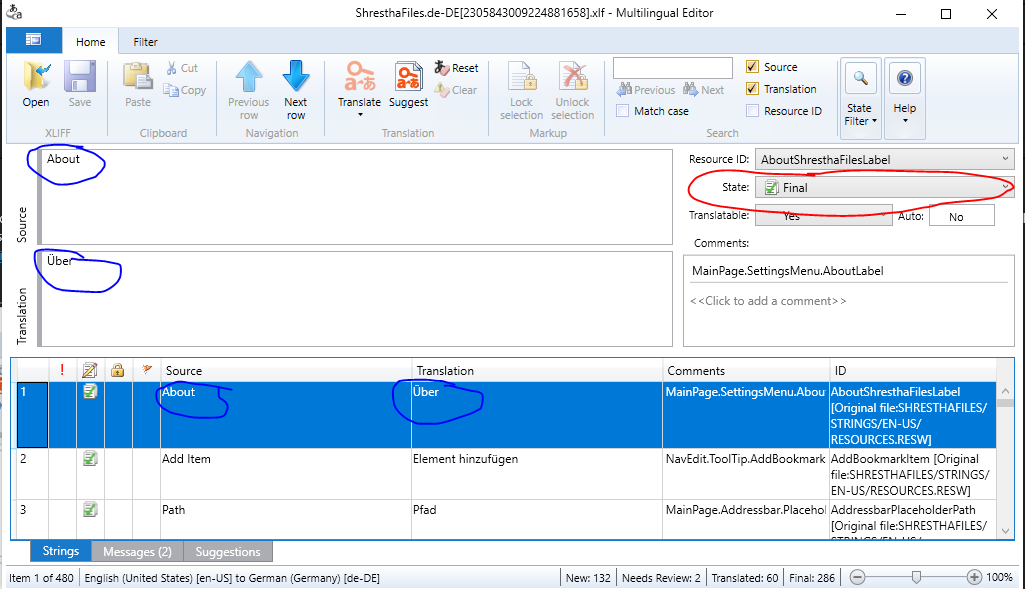 ShresthaFiles.de-DE[2305843009224881658].xlf - Multilingual Editor
Home Filter
Open Save Paste Cut Copy Previous row Next row Translate Suggest Reset Clear Lock selection Unlock selection Previous Next Match case Source Translation Resource ID State Filter Help
XLIFF Clipboard Navigation Translation Markup Search
Source
About
Translation
Über
Resource ID: AboutShresthaFilesLabel
State: Final
Translatable: Yes Auto: No
Comments:
MainPage.SettingsMenu.AboutLabel
<<Click to add a comment>>
! Source Translation Comments ID
1 About Über MainPage.SettingsMenu.Abou AboutShresthaFilesLabel
[Original file:SHRESTHAFILES/
STRINGS/EN-US/
RESOURCES.RESW]
2 Add Item Element hinzufügen NavEdit.ToolTip.AddBookmark AddBookmarkItem [Original
file:SHRESTHAFILES/STRINGS/
EN-US/RESOURCES.RESW]
3 Path Pfad MainPage.Addressbar.Placehol AddressbarPlaceholderPath
[Original file:SHRESTHAFILES/
Strings Messages (2) Suggestions
Item 1 of 480 English (United States) [en-US] to German (Germany) [de-DE] New: 132 Needs Review: 2 Translated: 60 Final: 286 100%